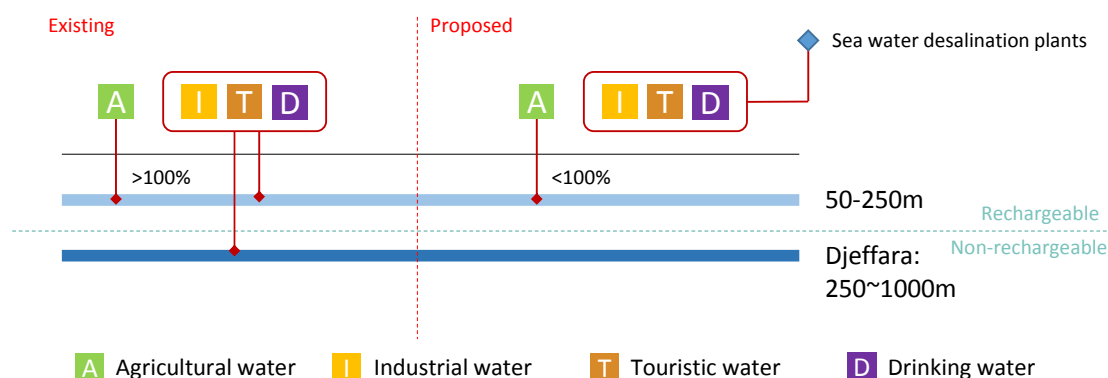 Existing
Proposed
Sea water desalination plants
A
I T D
A
I T D
>100%
<100%
50-250m
Rechargeable
Non-rechargeable
Djeffara:
250~1000m
A Agricultural water
I Industrial water
T Touristic water
D Drinking water